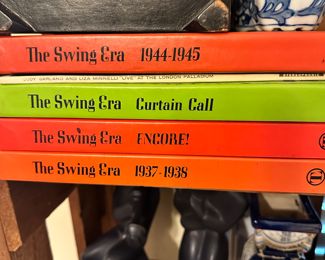 The Swing Era 1944-1945
JUDY GARLAND AND LIZA MINNELLI "LIVE" AT THE LONDON PALLADIUM
The Swing Era Curtain Call
The Swing Era ENCORE!
The Swing Era 1937-1938